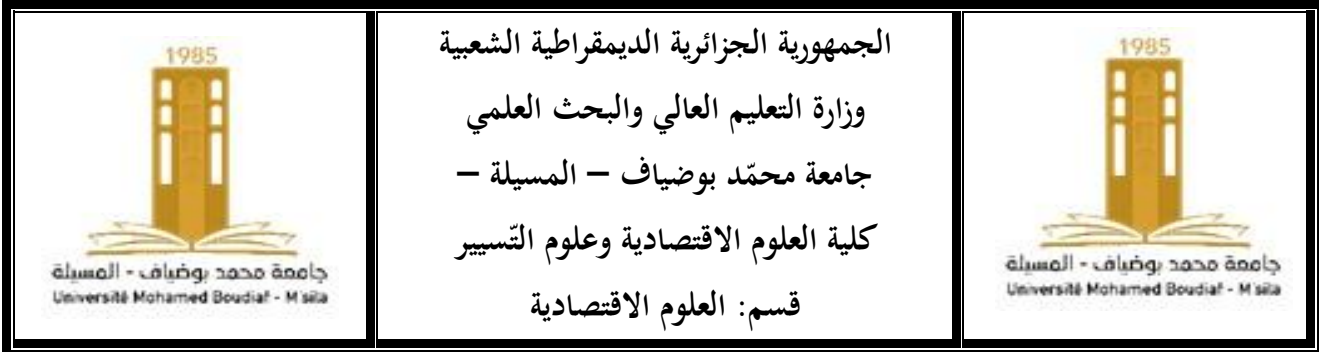 1985
جامعة محمد بوضياف - المسيلة
Université Mohamed Boudiaf - M'sila
الجمهورية الجزائرية الديمقراطية الشعبية
وزارة التعليم العالي والبحث العلمي
جامعة محمّد بوضياف – المسيلة –
كلية العلوم الاقتصادية وعلوم التّسيير
قسم: العلوم الاقتصادية
1985
جامعة محمد بوضياف - المسيلة
Université Mohamed Boudiaf - M'sila